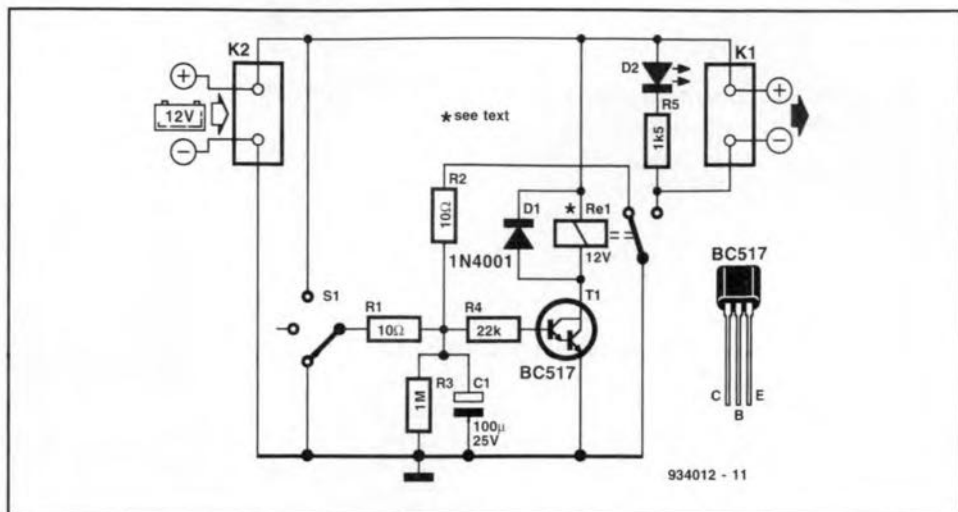 K2
K1
D2
12V
* see text
R5
1k5
R2
10Ω
D1
1N4001
*
Re1
12V
BC517
S1
R1
10Ω
R4
22k
T1
BC517
R3
1M
C1
100μ
25V
C
B
E
934012 - 11